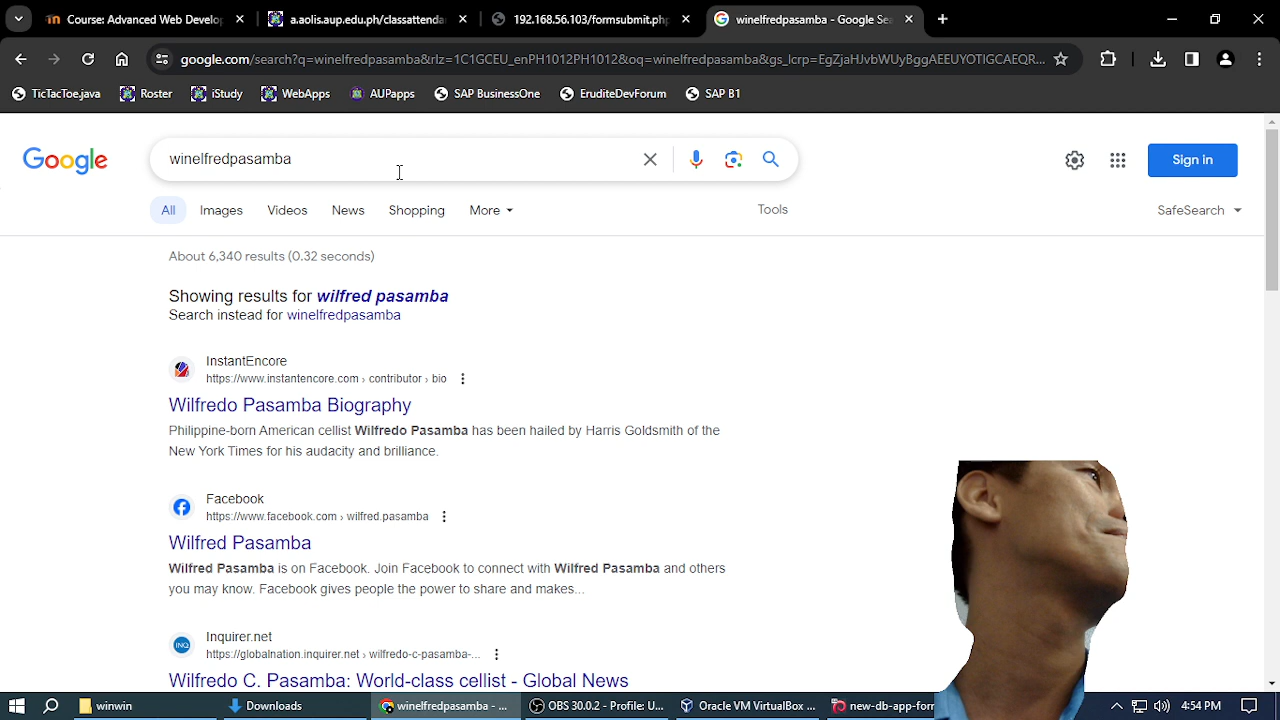 Course: Advanced Web Develop
a.aolis.aup.edu.ph/classattendar
192.168.56.103/formsubmit.php
winelfredpasamba - Google Sea
google.com/search?q=winelfredpasamba&rlz=1C1GCEU_enPH1012PH1012&oq=winelfredpasamba&gs_lcrp=EgZjaHJvbWUyBggAEEUYOTIGCAEQR...
TicTacToe.java
Roster
iStudy
WebApps
AUPapps
SAP BusinessOne
EruditeDevForum
SAP B1
Google
winelfredpasamba
Sign in
All
Images
Videos
News
Shopping
More
Tools
SafeSearch
About 6,340 results (0.32 seconds)
Showing results for wilfred pasamba
Search instead for winelfredpasamba
InstantEncore
https://www.instantencore.com › contributor › bio
Wilfredo Pasamba Biography
Philippine-born American cellist Wilfredo Pasamba has been hailed by Harris Goldsmith of the
New York Times for his audacity and brilliance.
Facebook
https://www.facebook.com › wilfred.pasamba
Wilfred Pasamba
Wilfred Pasamba is on Facebook. Join Facebook to connect with Wilfred Pasamba and others
you may know. Facebook gives people the power to share and makes...
INQ
Inquirer.net
https://globalnation.inquirer.net › wilfredo-c-pasamba-...
Wilfredo C. Pasamba: World-class cellist - Global News
winwin
Downloads
winelfredpasamba - ...
OBS 30.0.2 - Profile: U...
Oracle VM VirtualBox ...
new-db-app-forn
4:54 PM